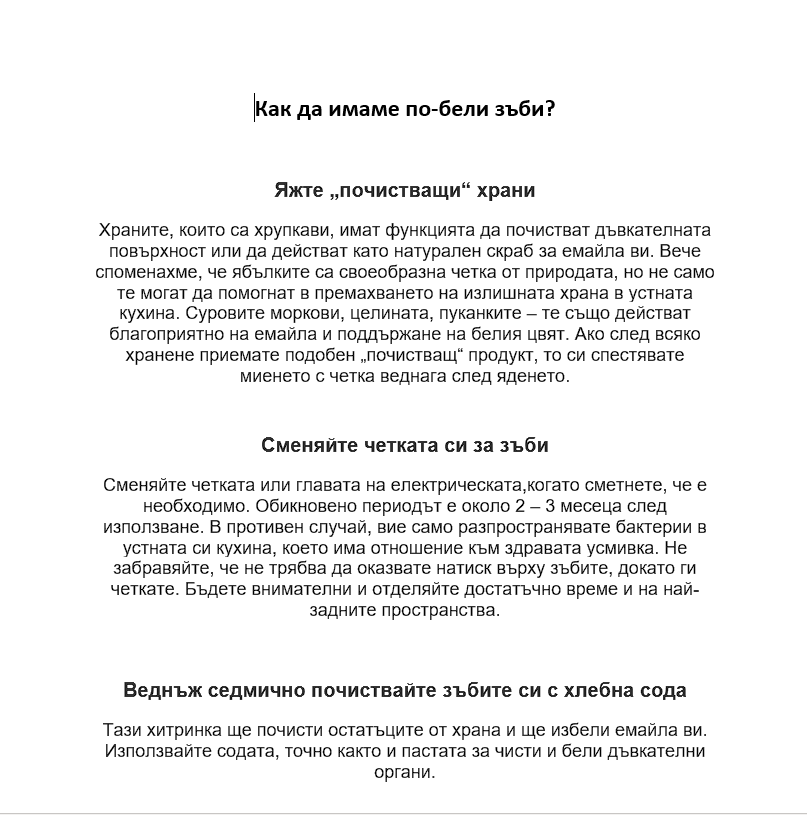 Как да имаме по-бели зъби?
Яжте „почистващи“ храни
Храните, които са хрупкави, имат функцията да почистват дъвкателната
повърхност или да действат като натурален скраб за емайла ви. Вече
споменахме, че ябълките са своеобразна четка от природата, но не само
те могат да помогнат в премахването на излишната храна в устната
кухина. Суровите моркови, целината, пуканките – те също действат
благоприятно на емайла и поддържане на белия цвят. Ако след всяко
хранене приемате подобен „почистващ“ продукт, то си спестявате
миенето с четка веднага след яденето.
Сменяйте четката си за зъби
Сменяйте четката или главата на електрическата,когато сметнете, че е
необходимо. Обикновено периодът е около 2 – 3 месеца след
използване. В противен случай, вие само разпространявате бактерии в
устната си кухина, което има отношение към здравата усмивка. Не
забравяйте, че не трябва да оказвате натиск върху зъбите, докато ги
четкате. Бъдете внимателни и отделяйте достатъчно време и на най-
задните пространства.
Веднъж седмично почиствайте зъбите си с хлебна сода
Тази хитринка ще почисти остатъците от храна и ще избели емайла ви.
Използвайте содата, точно както и пастата за чисти и бели дъвкателни
органи.